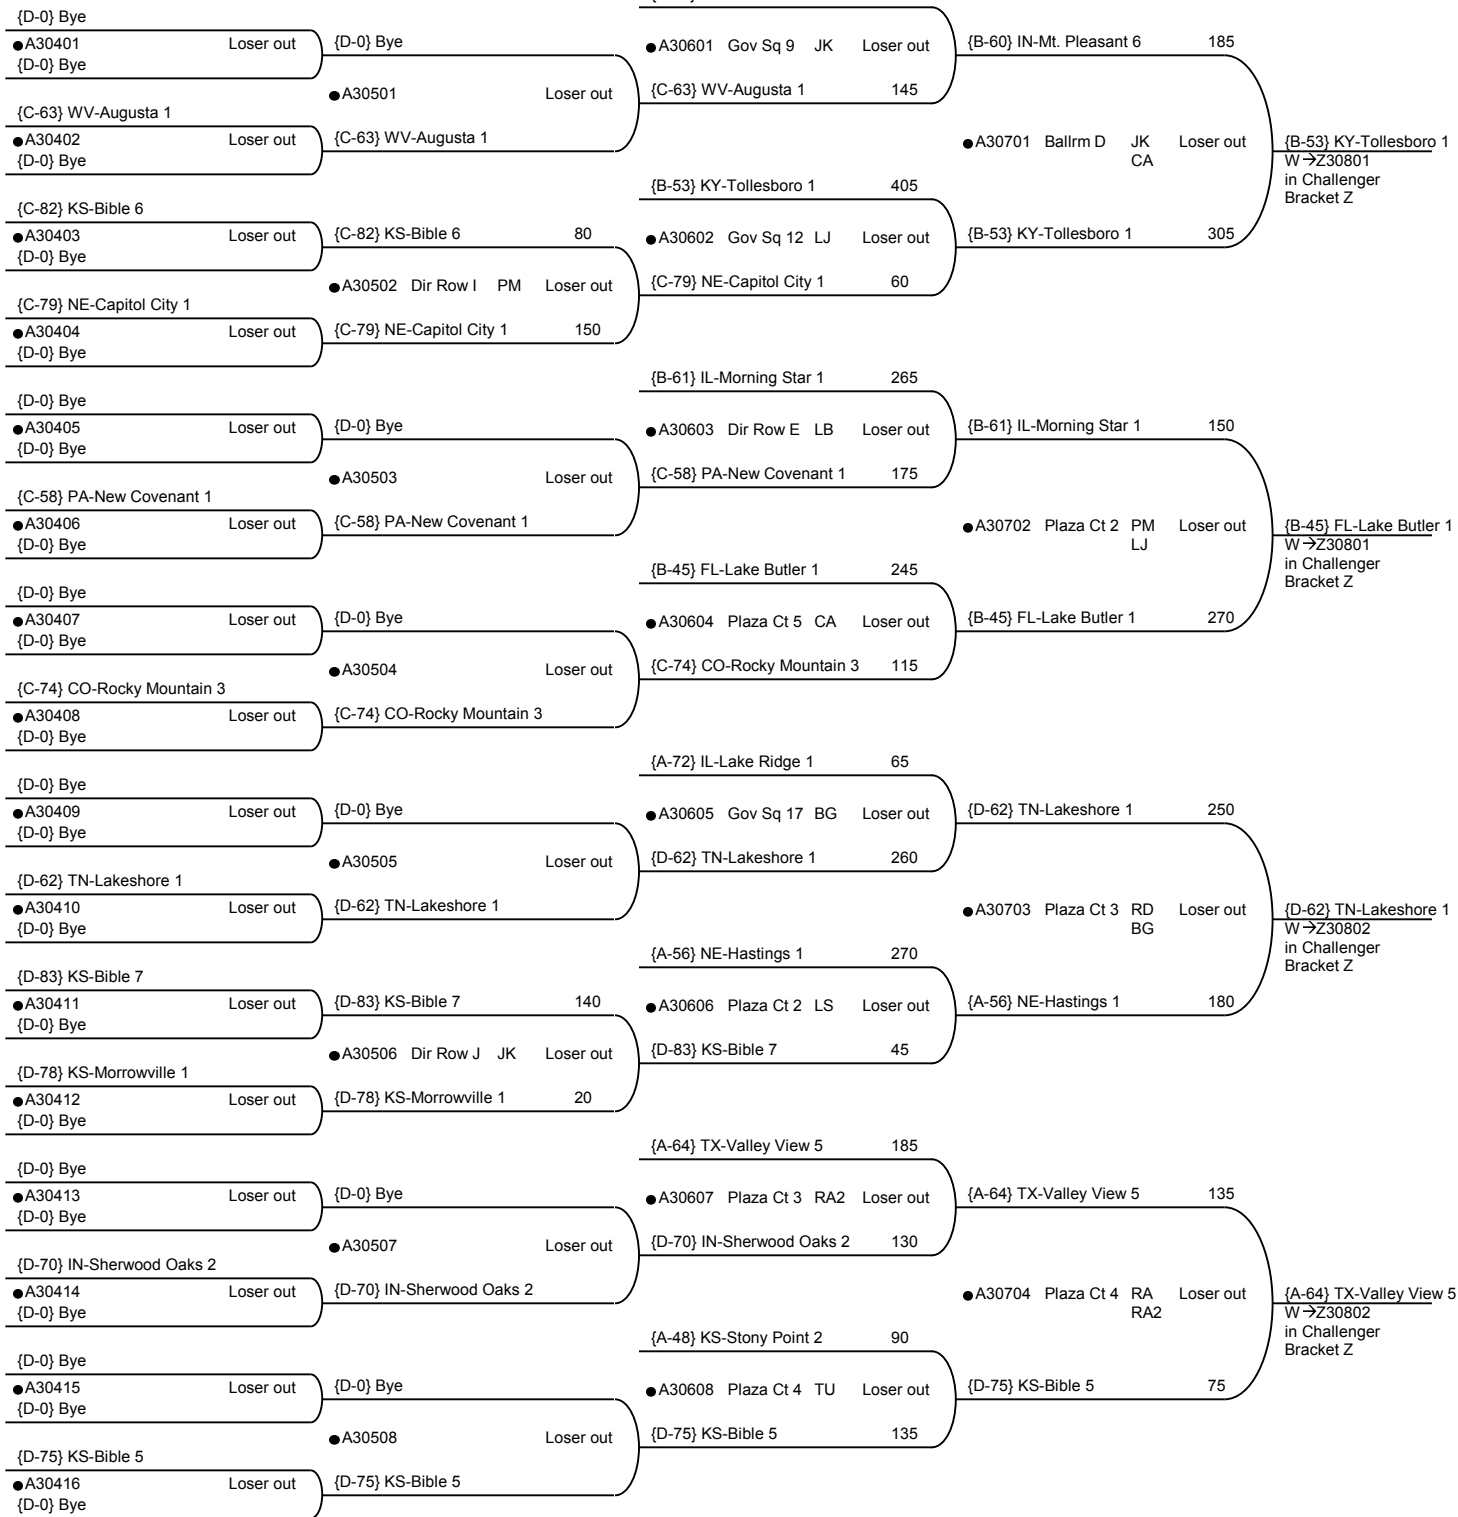 {D-0} Bye
●A30401 Loser out
{D-0} Bye
{C-63} WV-Augusta 1
●A30402 Loser out
{D-0} Bye
{C-82} KS-Bible 6
●A30403 Loser out
{D-0} Bye
{C-79} NE-Capitol City 1
●A30404 Loser out
{D-0} Bye
{D-0} Bye
●A30405 Loser out
{D-0} Bye
{C-58} PA-New Covenant 1
●A30406 Loser out
{D-0} Bye
{D-0} Bye
●A30407 Loser out
{D-0} Bye
{C-74} CO-Rocky Mountain 3
●A30408 Loser out
{D-0} Bye
{D-0} Bye
●A30409 Loser out
{D-0} Bye
{D-62} TN-Lakeshore 1
●A30410 Loser out
{D-0} Bye
{D-83} KS-Bible 7
●A30411 Loser out
{D-0} Bye
{D-78} KS-Morrowville 1
●A30412 Loser out
{D-0} Bye
{D-0} Bye
●A30413 Loser out
{D-0} Bye
{D-70} IN-Sherwood Oaks 2
●A30414 Loser out
{D-0} Bye
{D-0} Bye
●A30415 Loser out
{D-0} Bye
{D-75} KS-Bible 5
●A30416 Loser out
{D-0} Bye
{D-0} Bye
●A30501 Loser out
{C-63} WV-Augusta 1
{C-82} KS-Bible 6 80
●A30502 Dir Row I PM Loser out
{C-79} NE-Capitol City 1 150
{D-0} Bye
●A30503 Loser out
{C-58} PA-New Covenant 1
{D-0} Bye
●A30504 Loser out
{C-74} CO-Rocky Mountain 3
{D-0} Bye
●A30505 Loser out
{D-62} TN-Lakeshore 1
{D-83} KS-Bible 7 140
●A30506 Dir Row J JK Loser out
{D-78} KS-Morrowville 1 20
{D-0} Bye
●A30507 Loser out
{D-70} IN-Sherwood Oaks 2
{D-0} Bye
●A30508 Loser out
{D-75} KS-Bible 5
●A30601 Gov Sq 9 JK Loser out
{C-63} WV-Augusta 1 145
{B-53} KY-Tollesboro 1 405
●A30602 Gov Sq 12 LJ Loser out
{C-79} NE-Capitol City 1 60
{B-61} IL-Morning Star 1 265
●A30603 Dir Row E LB Loser out
{C-58} PA-New Covenant 1 175
{B-45} FL-Lake Butler 1 245
●A30604 Plaza Ct 5 CA Loser out
{C-74} CO-Rocky Mountain 3 115
{A-72} IL-Lake Ridge 1 65
●A30605 Gov Sq 17 BG Loser out
{D-62} TN-Lakeshore 1 260
{A-56} NE-Hastings 1 270
●A30606 Plaza Ct 2 LS Loser out
{D-83} KS-Bible 7 45
{A-64} TX-Valley View 5 185
●A30607 Plaza Ct 3 RA2 Loser out
{D-70} IN-Sherwood Oaks 2 130
{A-48} KS-Stony Point 2 90
●A30608 Plaza Ct 4 TU Loser out
{D-75} KS-Bible 5 135
{B-60} IN-Mt. Pleasant 6 185
●A30701 Ballrm D JK Loser out
CA
{B-53} KY-Tollesboro 1 305
{B-61} IL-Morning Star 1 150
●A30702 Plaza Ct 2 PM Loser out
LJ
{B-45} FL-Lake Butler 1 270
{D-62} TN-Lakeshore 1 250
●A30703 Plaza Ct 3 RD Loser out
BG
{A-56} NE-Hastings 1 180
{A-64} TX-Valley View 5 135
●A30704 Plaza Ct 4 RA Loser out
RA2
{D-75} KS-Bible 5 75
{B-53} KY-Tollesboro 1
W→Z30801
in Challenger
Bracket Z
{B-45} FL-Lake Butler 1
W→Z30801
in Challenger
Bracket Z
{D-62} TN-Lakeshore 1
W→Z30802
in Challenger
Bracket Z
{A-64} TX-Valley View 5
W→Z30802
in Challenger
Bracket Z